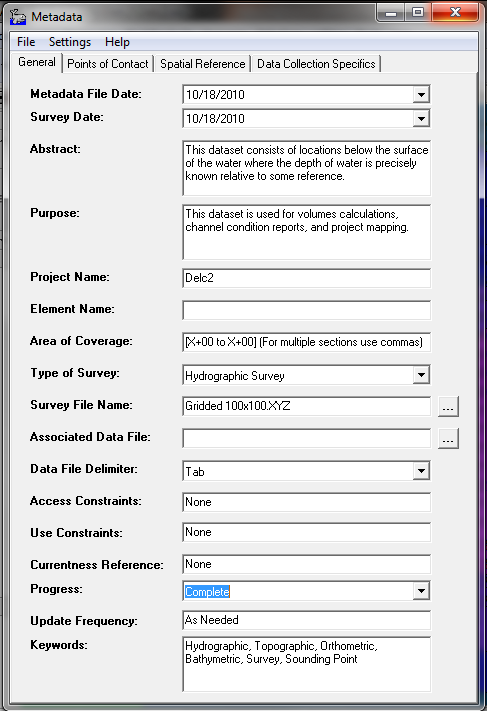 Metadata
File Settings Help
General Points of Contact Spatial Reference Data Collection Specifics
Metadata File Date: 10/18/2010
Survey Date: 10/18/2010
Abstract: This dataset consists of locations below the surface
of the water where the depth of water is precisely
known relative to some reference.
Purpose: This dataset is used for volumes calculations,
channel condition reports, and project mapping.
Project Name: Delc2
Element Name:
Area of Coverage: [X+00 to X+00] (For multiple sections use commas)
Type of Survey: Hydrographic Survey
Survey File Name: Gridded 100x100.XYZ ...
Associated Data File: ...
Data File Delimiter: Tab
Access Constraints: None
Use Constraints: None
Currentness Reference: None
Progress: Complete
Update Frequency: As Needed
Keywords: Hydrographic, Topographic, Orthometric,
Bathymetric, Survey, Sounding Point